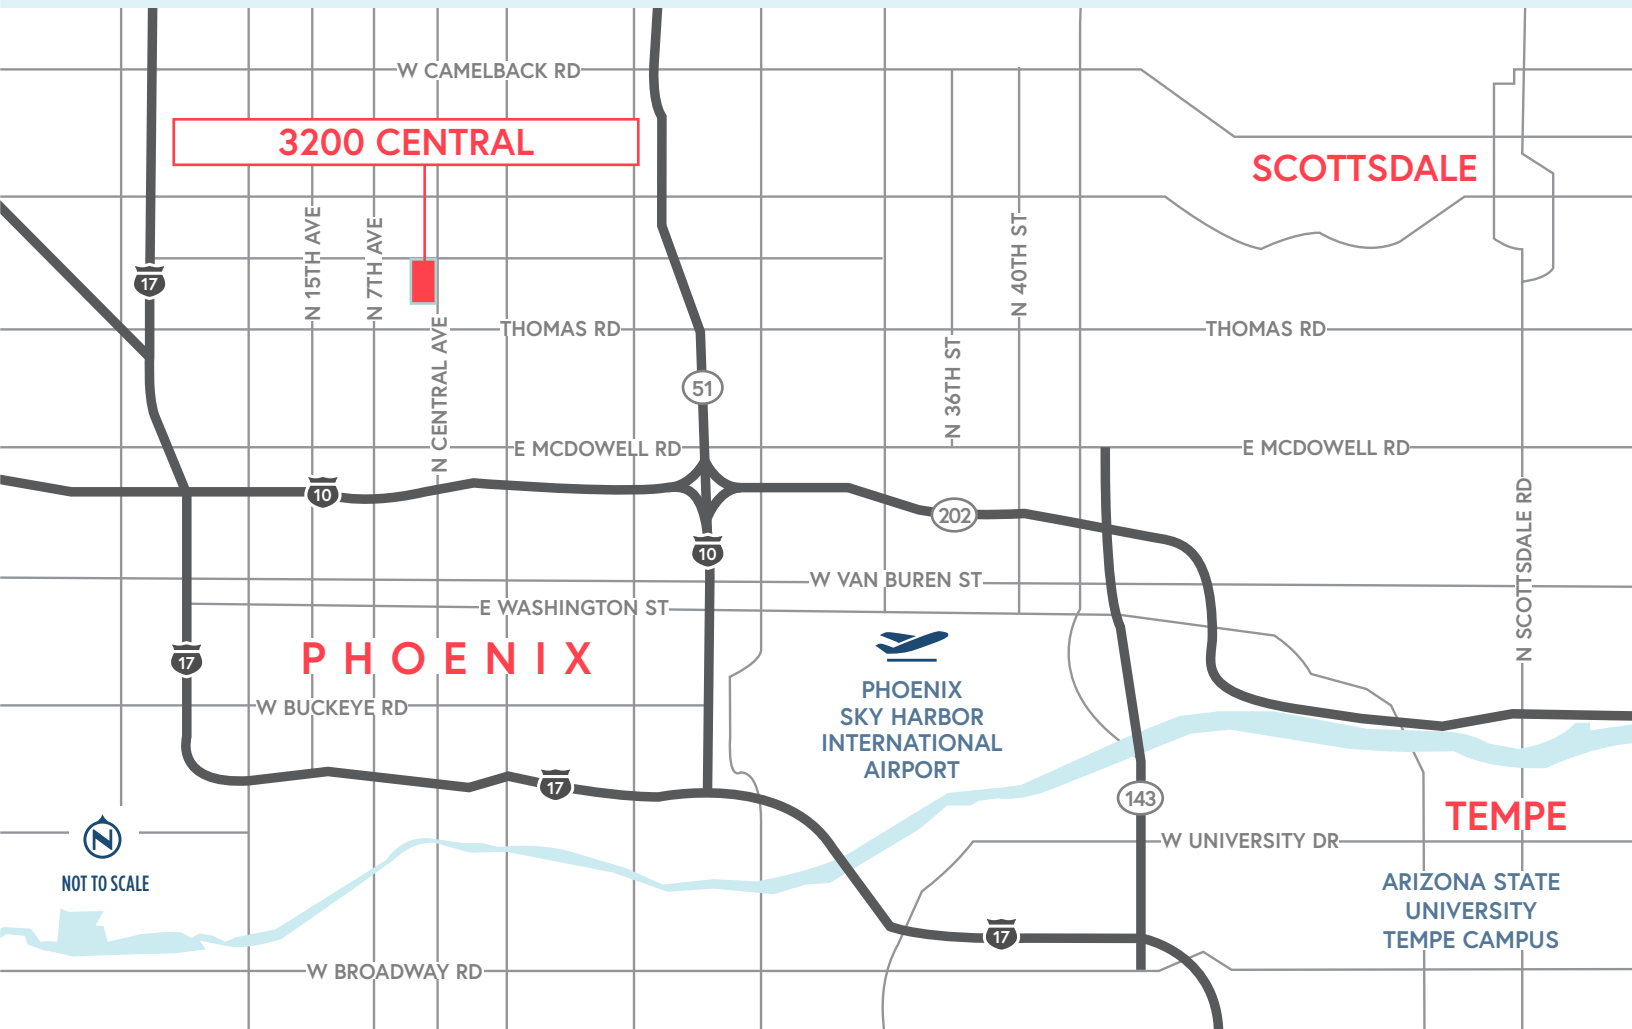 W CAMELBACK RD
3200 CENTRAL
SCOTTSDALE
N 15TH AVE
N 7TH AVE
N 40TH ST
17
THOMAS RD
THOMAS RD
N CENTRAL AVE
N 36TH ST
51
E MCDOWELL RD
E MCDOWELL RD
10
202
N SCOTTSDALE RD
10
W VAN BUREN ST
E WASHINGTON ST
17
PHOENIX
PHOENIX
SKY HARBOR
INTERNATIONAL
AIRPORT
W BUCKEYE RD
17
143
TEMPE
N
NOT TO SCALE
W UNIVERSITY DR
ARIZONA STATE
UNIVERSITY
TEMPE CAMPUS
17
W BROADWAY RD